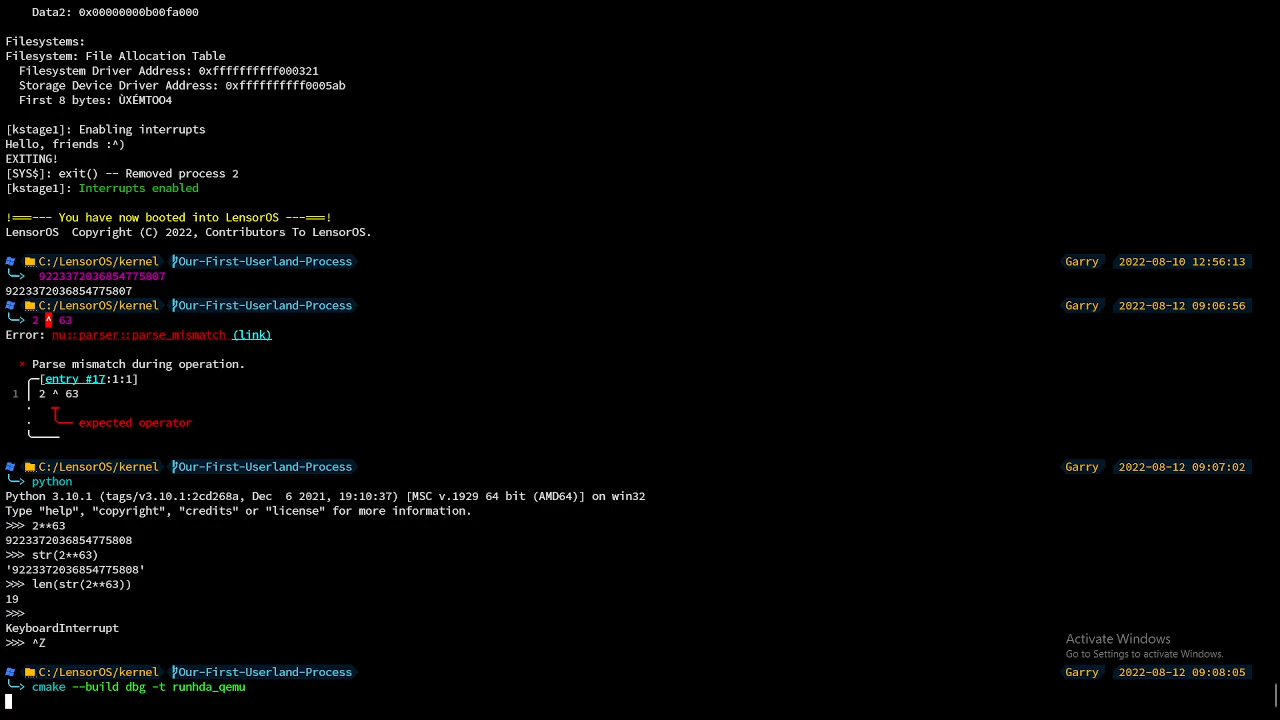 Data2: 0x00000000b00fa000
Filesystems:
Filesystem: File Allocation Table
Filesystem Driver Address: 0xffffffffff000321
Storage Device Driver Address: 0xffffffffff0005ab
First 8 bytes: ÙXÉMTOO4
[kstage1]: Enabling interrupts
Hello, friends :^)
EXITING!
[SYS$]: exit() -- Removed process 2
[kstage1]: Interrupts enabled
!===--- You have now booted into LensorOS ---===!
LensorOS  Copyright (C) 2022, Contributors To LensorOS.
C:/LensorOS/kernel Our-First-Userland-Process Garry 2022-08-10 12:56:13
9223372036854775807
9223372036854775807
C:/LensorOS/kernel Our-First-Userland-Process Garry 2022-08-12 09:06:56
2 ^ 63
Error: nu::parser::parse_mismatch (link)
× Parse mismatch during operation.
[entry #17:1:1]
1 │ 2 ^ 63
expected operator
C:/LensorOS/kernel Our-First-Userland-Process Garry 2022-08-12 09:07:02
python
Python 3.10.1 (tags/v3.10.1:2cd268a, Dec  6 2021, 19:10:37) [MSC v.1929 64 bit (AMD64)] on win32
Type "help", "copyright", "credits" or "license" for more information.
>>> 2**63
9223372036854775808
>>> str(2**63)
'9223372036854775808'
>>> len(str(2**63))
19
>>>
KeyboardInterrupt
>>> ^Z
Activate Windows
Go to Settings to activate Windows.
C:/LensorOS/kernel Our-First-Userland-Process Garry 2022-08-12 09:08:05
cmake --build dbg -t runhda_qemu